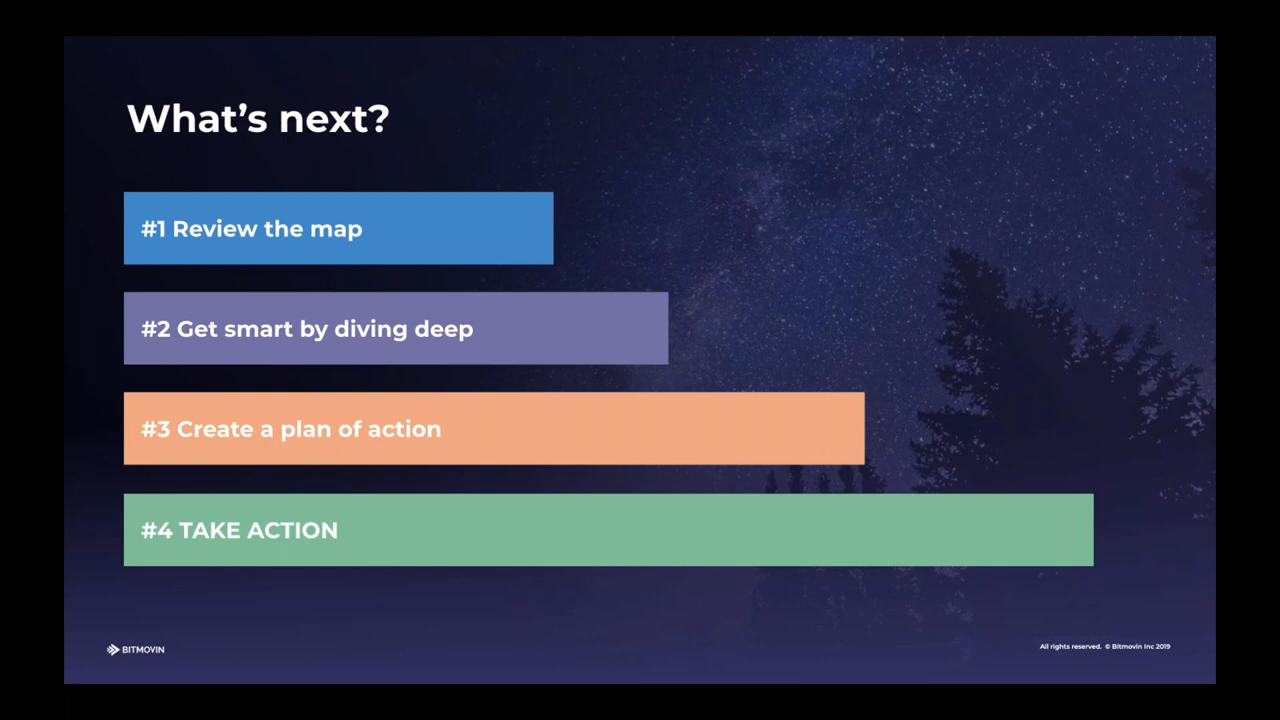 What's next?
#1 Review the map
#2 Get smart by diving deep
#3 Create a plan of action
#4 TAKE ACTION
BITMOVIN
All rights reserved. © Bitmovin Inc 2019